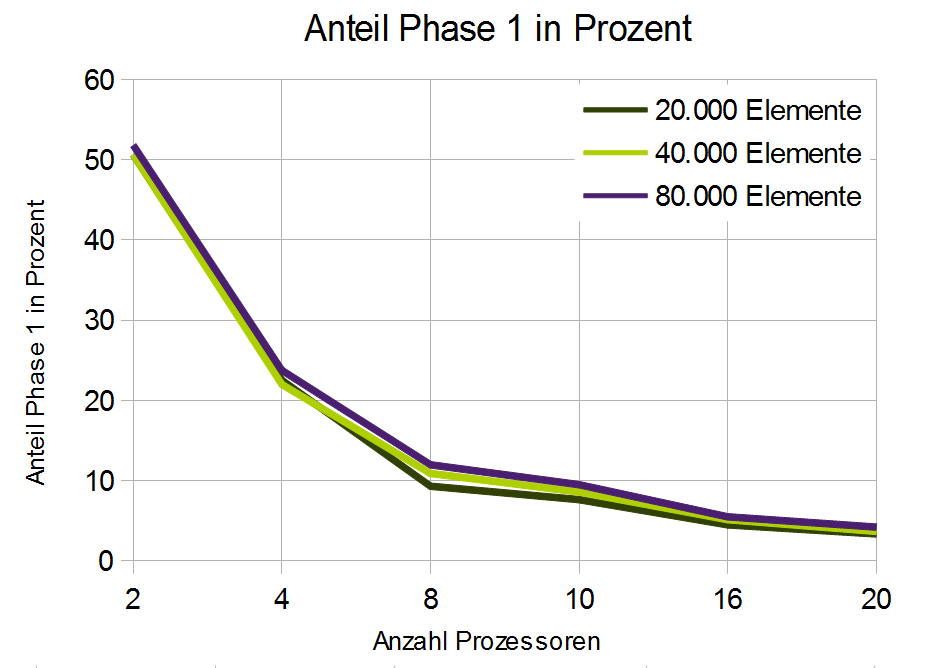 Anteil Phase 1 in Prozent
60
50
40
30
20
10
0
Anteil Phase 1 in Prozent
20.000 Elemente
40.000 Elemente
80.000 Elemente
2 4 8 10 16 20
Anzahl Prozessoren